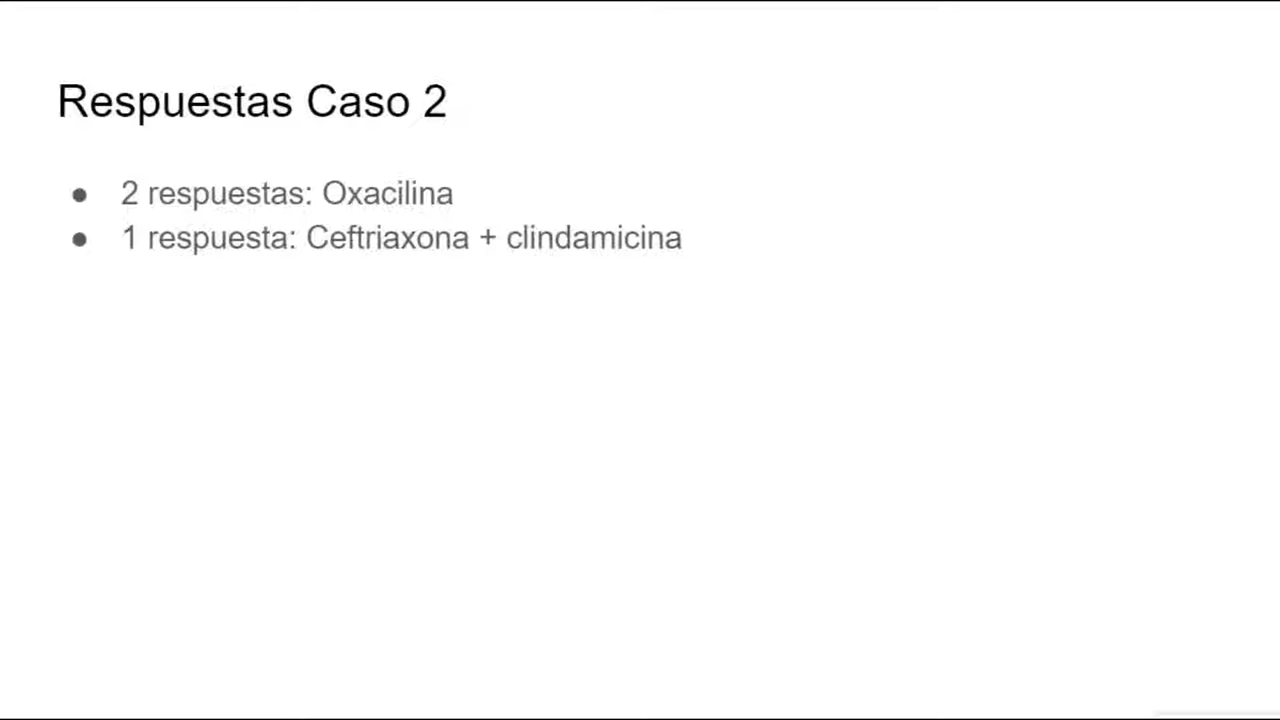 Respuestas Caso 2
● 2 respuestas: Oxacilina
● 1 respuesta: Ceftriaxona + clindamicina